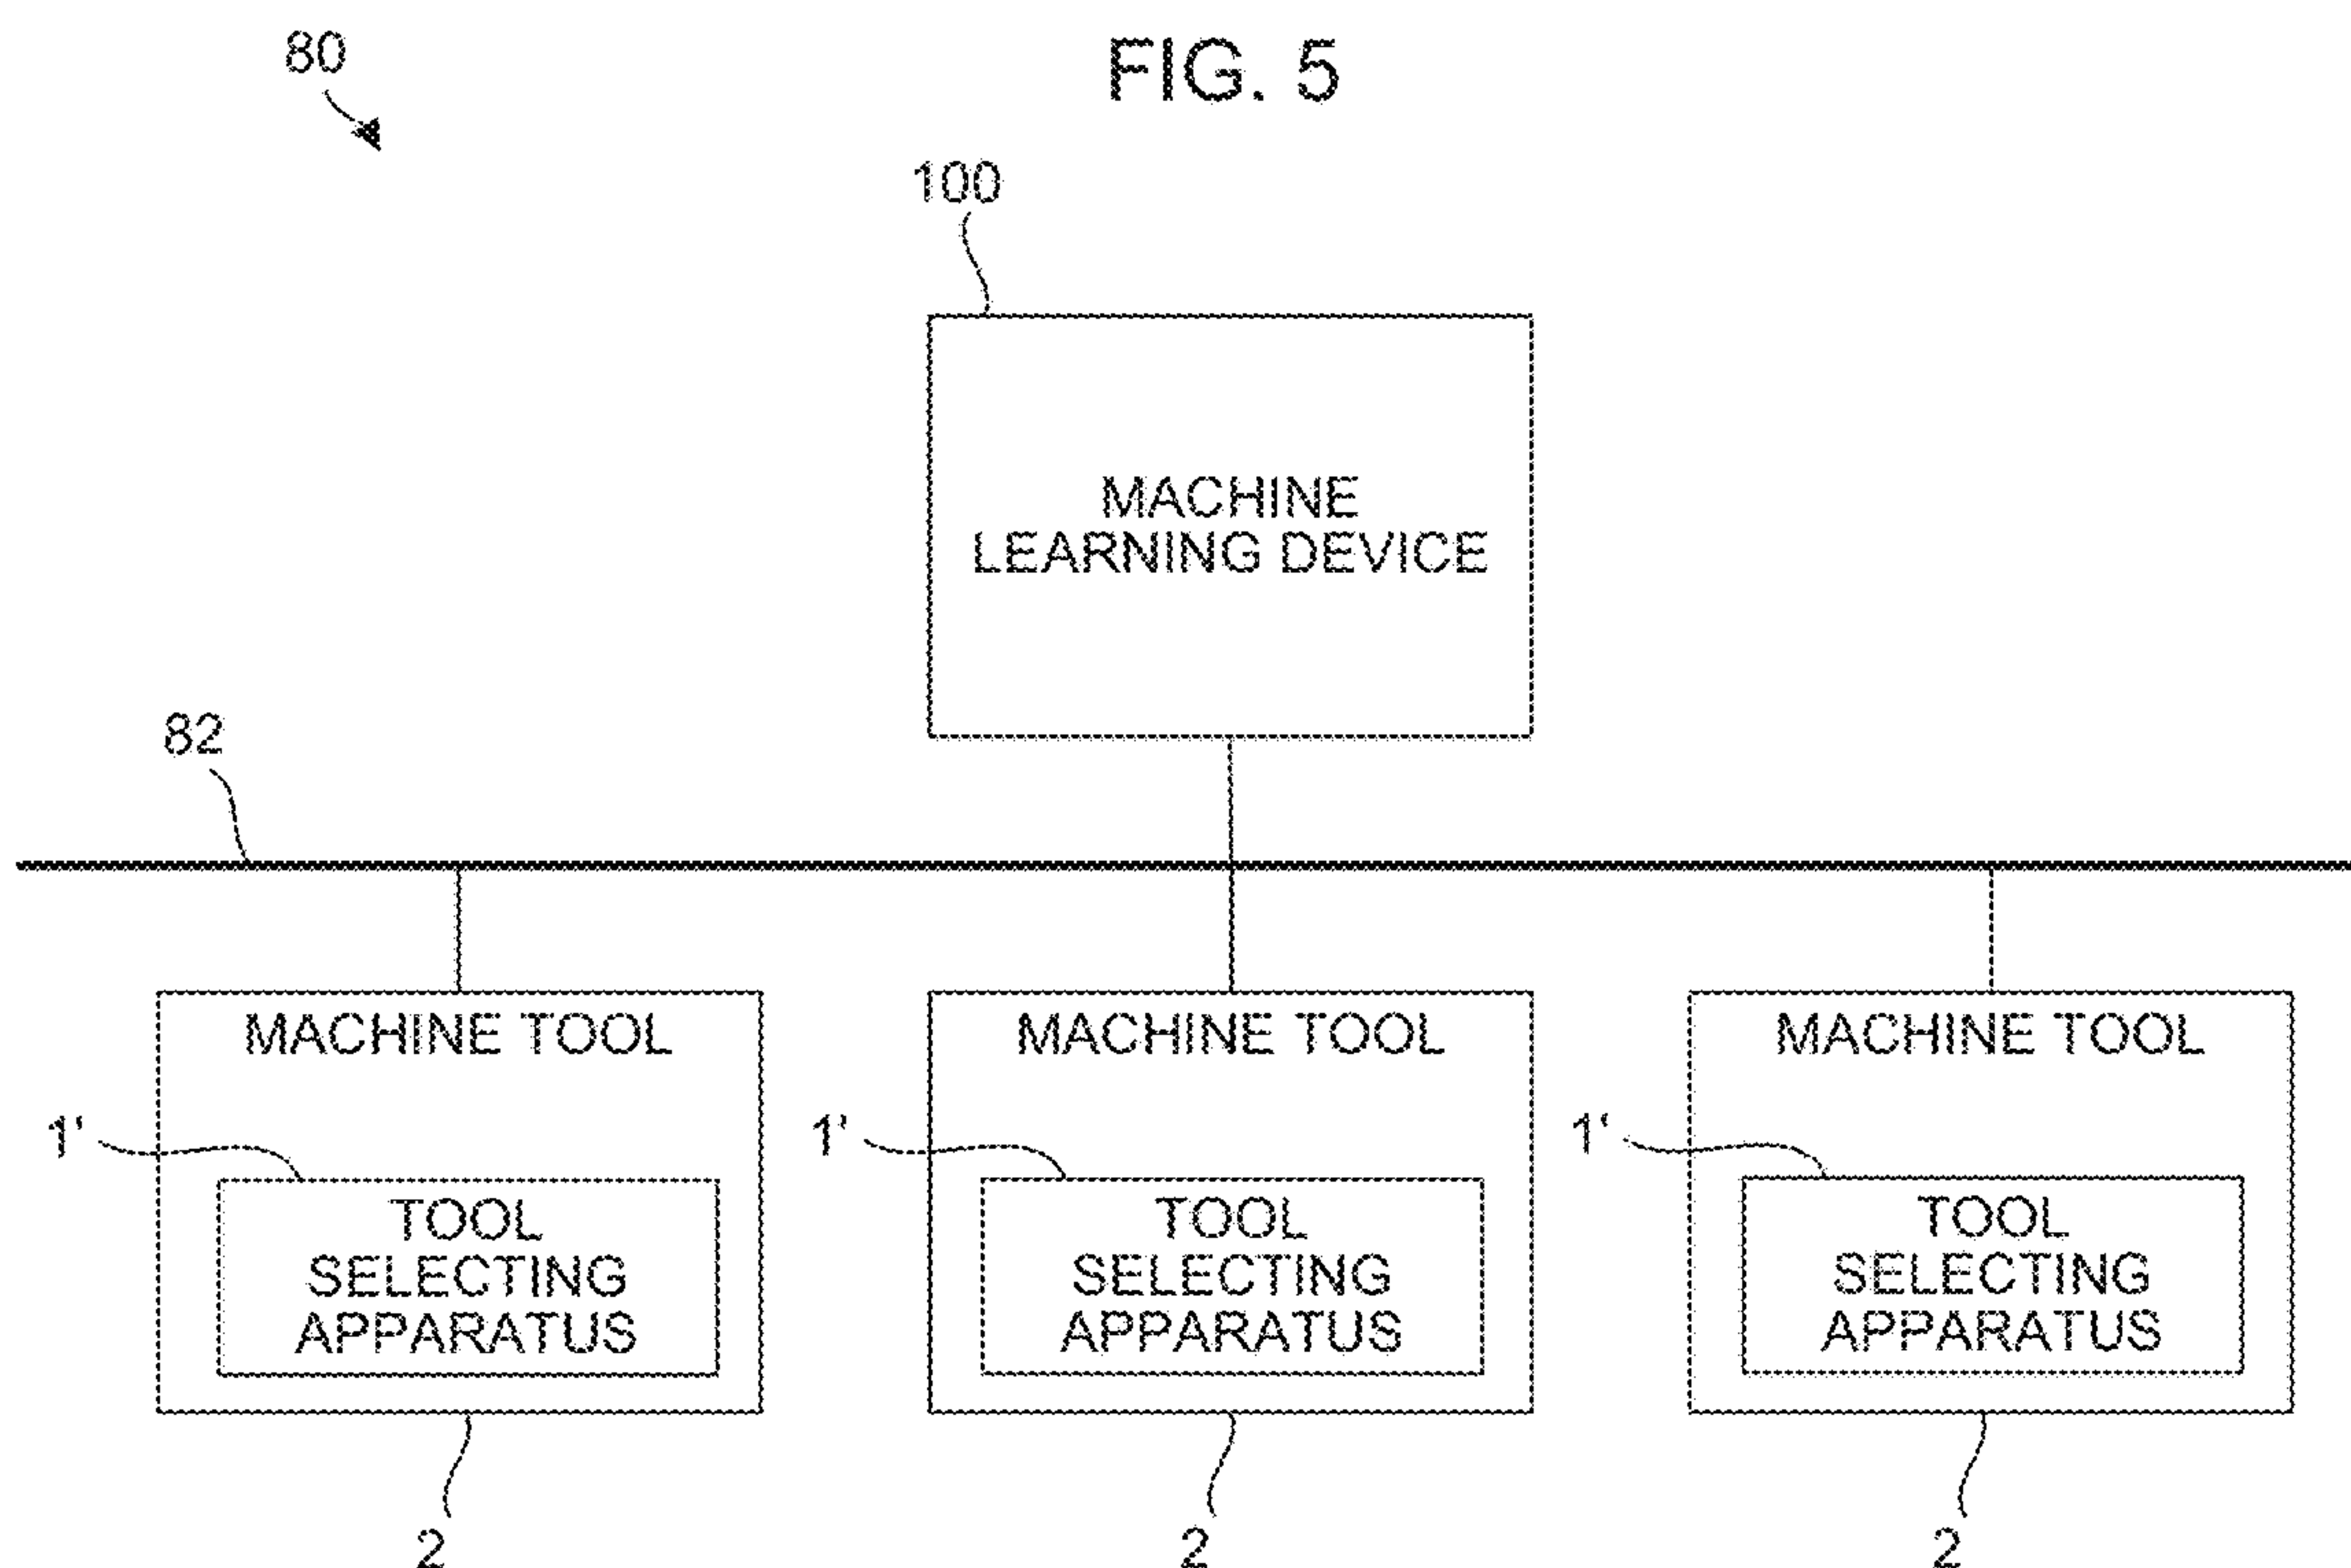 80
FIG. 5
100
MACHINE
LEARNING DEVICE
82
MACHINE TOOL
1'
TOOL
SELECTING
APPARATUS
2
MACHINE TOOL
1'
TOOL
SELECTING
APPARATUS
2
MACHINE TOOL
1'
TOOL
SELECTING
APPARATUS
2